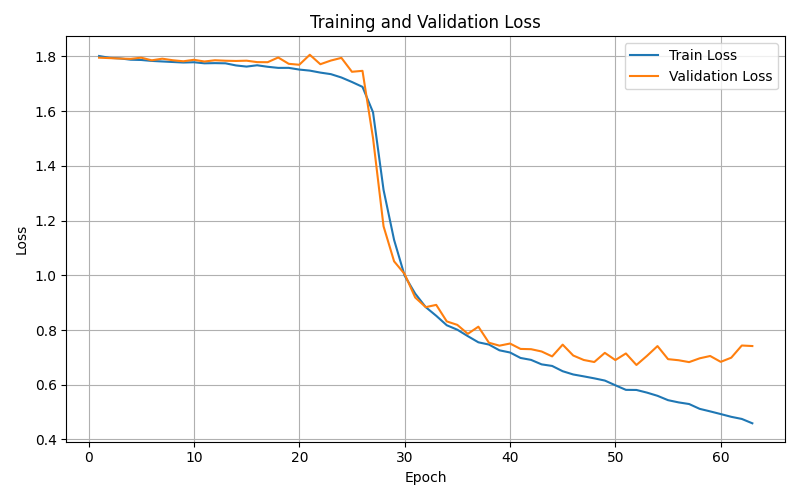 Training and Validation Loss
Train Loss
Validation Loss
1.8
1.6
1.4
1.2
1.0
0.8
0.6
0.4
Loss
0 10 20 30 40 50 60
Epoch